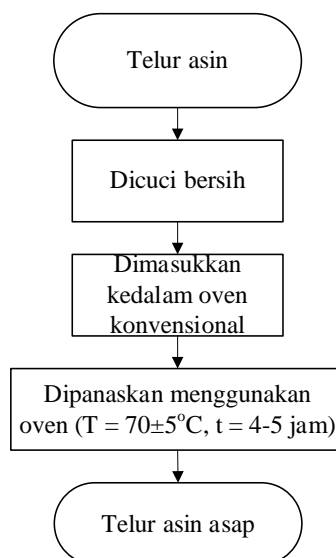 Telur asin
Dicuci bersih
Dimasukkan
kedalam oven
konvensional
Dipanaskan menggunakan
oven (T = 70±5°C, t = 4-5 jam)
Telur asin asap